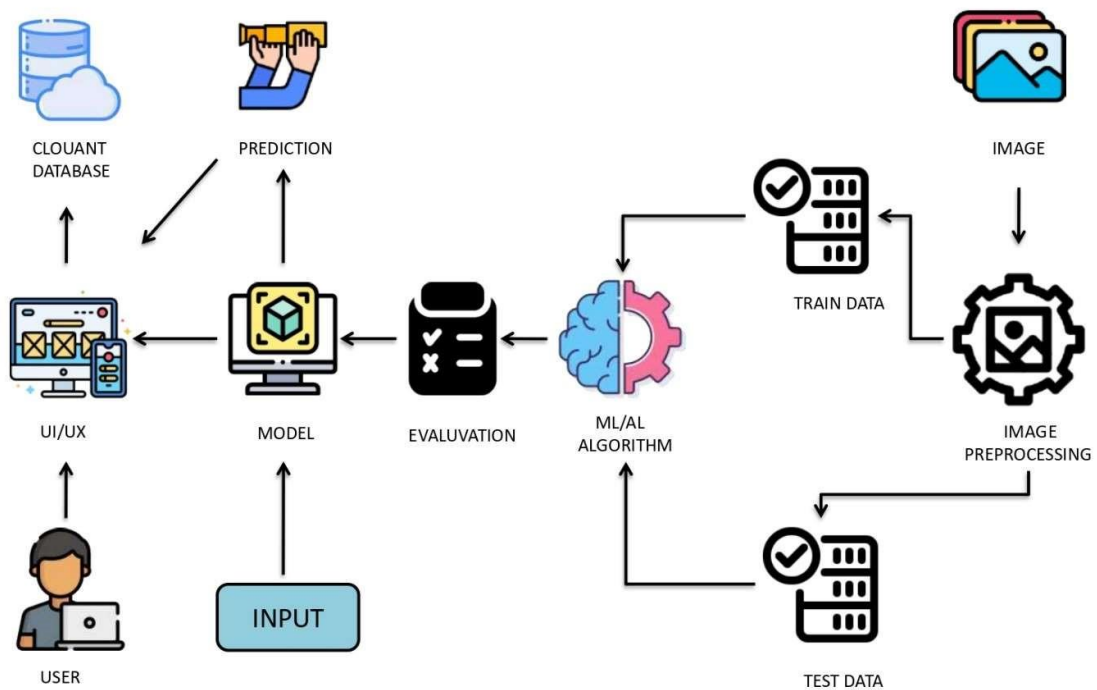 CLOUANT
DATABASE
PREDICTION
IMAGE
TRAIN DATA
UI/UX
MODEL
EVALUVATION
ML/AL
ALGORITHM
IMAGE
PREPROCESSING
INPUT
USER
TEST DATA